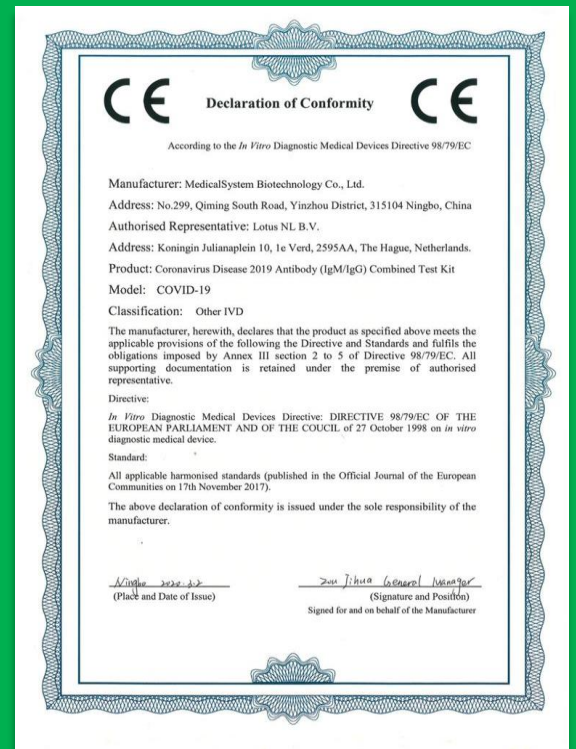 CE Declaration of Conformity CE
According to the In Vitro Diagnostic Medical Devices Directive 98/79/EC
Manufacturer: MedicalSystem Biotechnology Co., Ltd.
Address: No.299, Qiming South Road, Yinzhou District, 315104 Ningbo, China
Authorised Representative: Lotus NL B.V.
Address: Koningin Julianaplein 10, 1e Verd, 2595AA, The Hague, Netherlands.
Product: Coronavirus Disease 2019 Antibody (IgM/IgG) Combined Test Kit
Model: COVID-19
Classification: Other IVD
The manufacturer, herewith, declares that the product as specified above meets the
applicable provisions of the following the Directive and Standards and fulfils the
obligations imposed by Annex III section 2 to 5 of Directive 98/79/EC. All
supporting documentation is retained under the premise of authorised
representative.
Directive:
In Vitro Diagnostic Medical Devices Directive: DIRECTIVE 98/79/EC OF THE
EUROPEAN PARLIAMENT AND OF THE COUCIL of 27 October 1998 on in vitro
diagnostic medical device.
Standard:
All applicable harmonised standards (published in the Official Journal of the European
Communities on 17th November 2017).
The above declaration of conformity is issued under the sole responsibility of the
manufacturer.
Ningbo 2020.3.2
Zou Jihua General Manager
(Place and Date of Issue)
(Signature and Position)
Signed for and on behalf of the Manufacturer